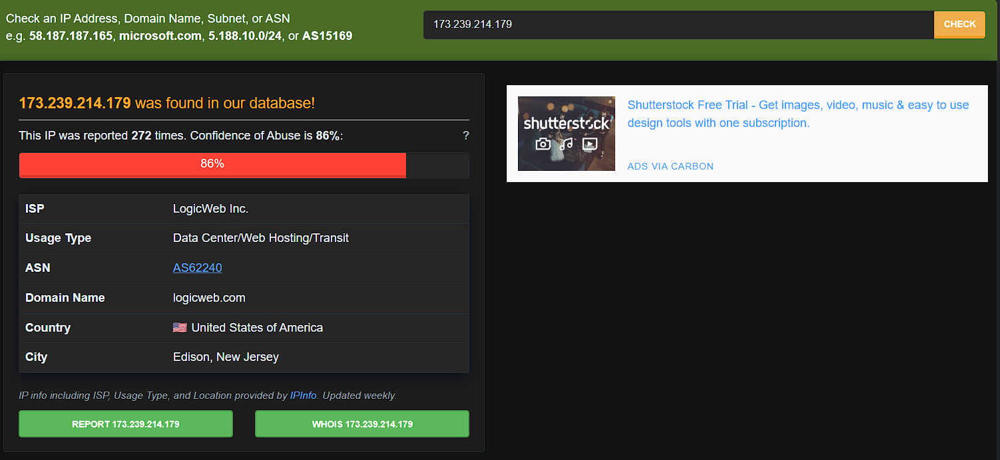 Check an IP Address, Domain Name, Subnet, or ASN
e.g. 58.187.187.165, microsoft.com, 5.188.10.0/24, or AS15169
173.239.214.179
CHECK
173.239.214.179 was found in our database!
This IP was reported 272 times. Confidence of Abuse is 86%:
?
86%
ISP LogicWeb Inc.
Usage Type Data Center/Web Hosting/Transit
ASN AS62240
Domain Name logicweb.com
Country United States of America
City Edison, New Jersey
IP info including ISP, Usage Type, and Location provided by IPInfo. Updated weekly.
REPORT 173.239.214.179
WHOIS 173.239.214.179
shutterstock
Shutterstock Free Trial - Get images, video, music & easy to use
design tools with one subscription.
ADS VIA CARBON